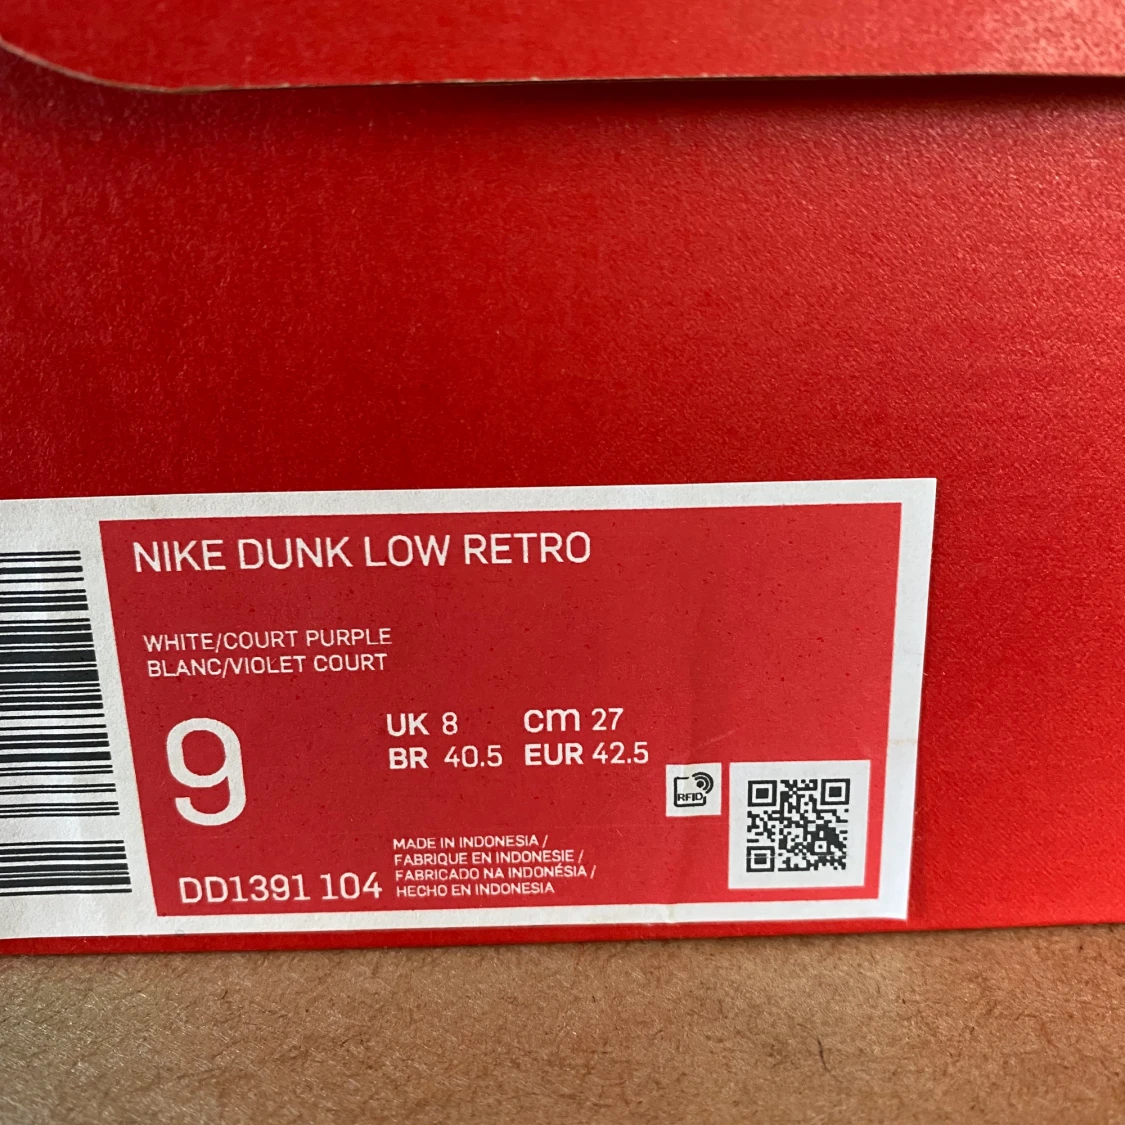 NIKE DUNK LOW RETRO
WHITE/COURT PURPLE
BLANC/VIOLET COURT
9
UK 8 cm 27
BR 40.5 EUR 42.5
RFID
MADE IN INDONESIA /
FABRIQUE EN INDONESIE /
FABRICADO NA INDONÉSIA /
HECHO EN INDONESIA
DD1391 104